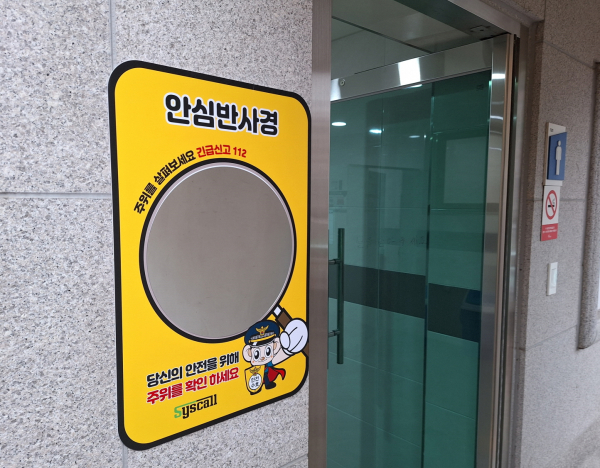 안심반사경
주위를 살펴보세요 긴급신고 112
당신의 안전을 위해
주위를 확인 하세요
Syscall